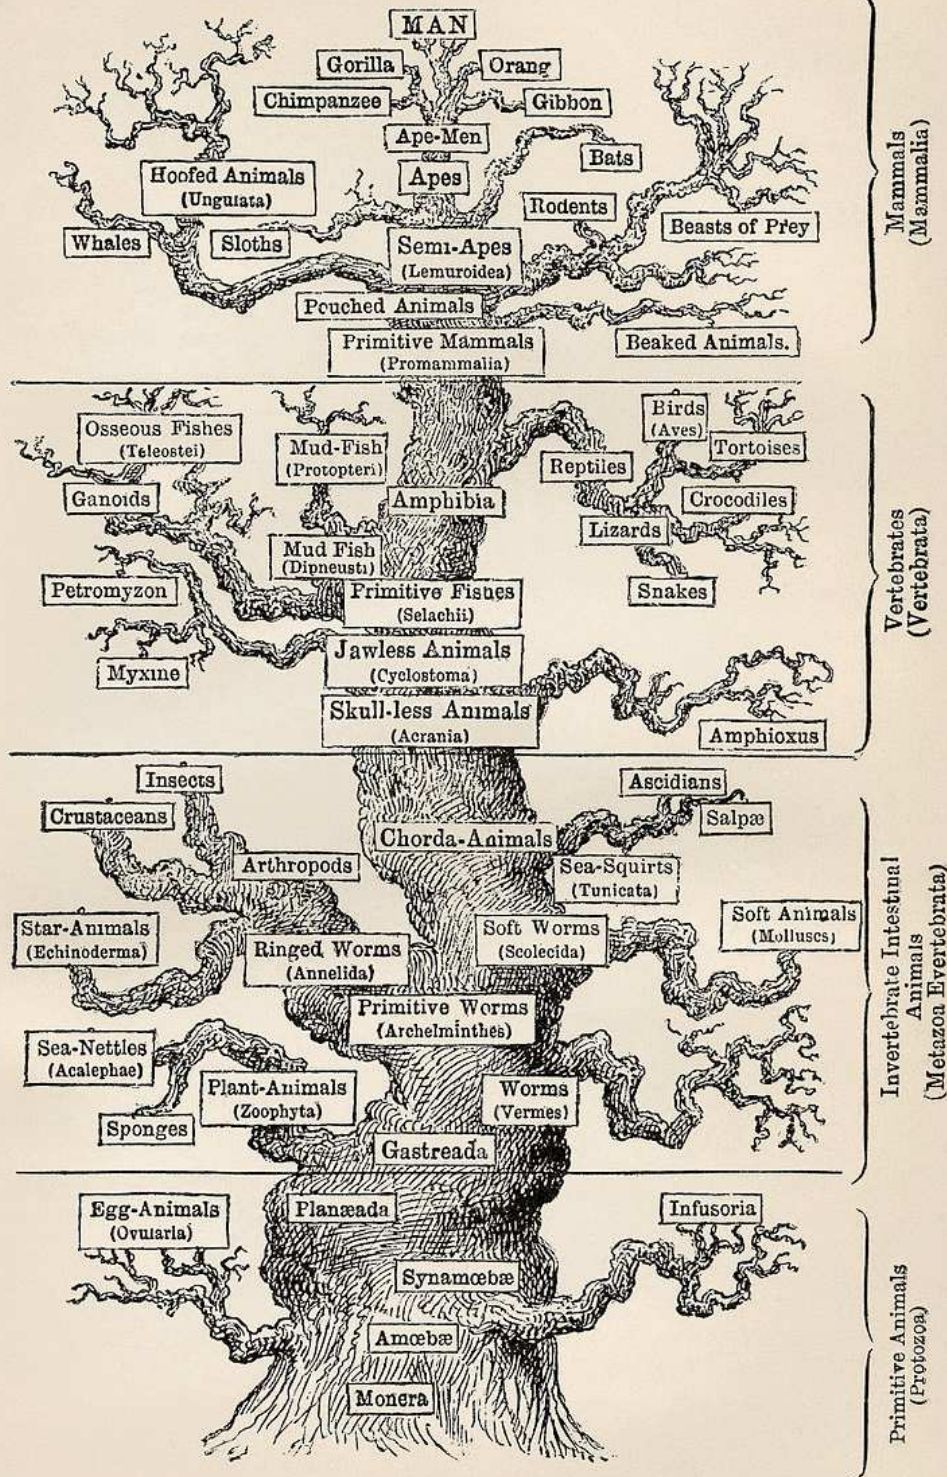 MAN
Gorilla
Orang
Chimpanzee
Gibbon
Ape-Men
Bats
Hoofed Animals
(Ungulata)
Apes
Rodents
Whales
Sloths
Semi-Apes
(Lemuroidea)
Beasts of Prey
Pouched Animals
Primitive Mammals
(Promammalia)
Beaked Animals.
Mammals
(Mammalia)
Osseous Fishes
(Teleostei)
Mud-Fish
(Protopteri)
Birds
(Aves)
Tortoises
Reptiles
Ganoids
Amphibia
Crocodiles
Lizards
Mud Fish
(Dipneusti)
Petromyzon
Primitive Fishes
(Selachii)
Snakes
Jawless Animals
(Cyclostoma)
Myxine
Skull-less Animals
(Acrania)
Amphioxus
Vertebrates
(Vertebrata)
Insects
Ascidians
Crustaceans
Salpæ
Chorda-Animals
Arthropods
Sea-Squirts
(Tunicata)
Star-Animals
(Echinoderma)
Ringed Worms
(Annelida)
Soft Worms
(Scolecida)
Soft Animals
(Molluscs)
Primitive Worms
(Archelminthes)
Sea-Nettles
(Acalephae)
Plant-Animals
(Zoophyta)
Worms
(Vermes)
Sponges
Gastreada
Invertebrate Intestinal
Animals
(Metazoa Evertebrata)
Egg-Animals
(Ovularia)
Planæada
Infusoria
Synamœbæ
Amœbæ
Monera
Primitive Animals
(Protozoa)